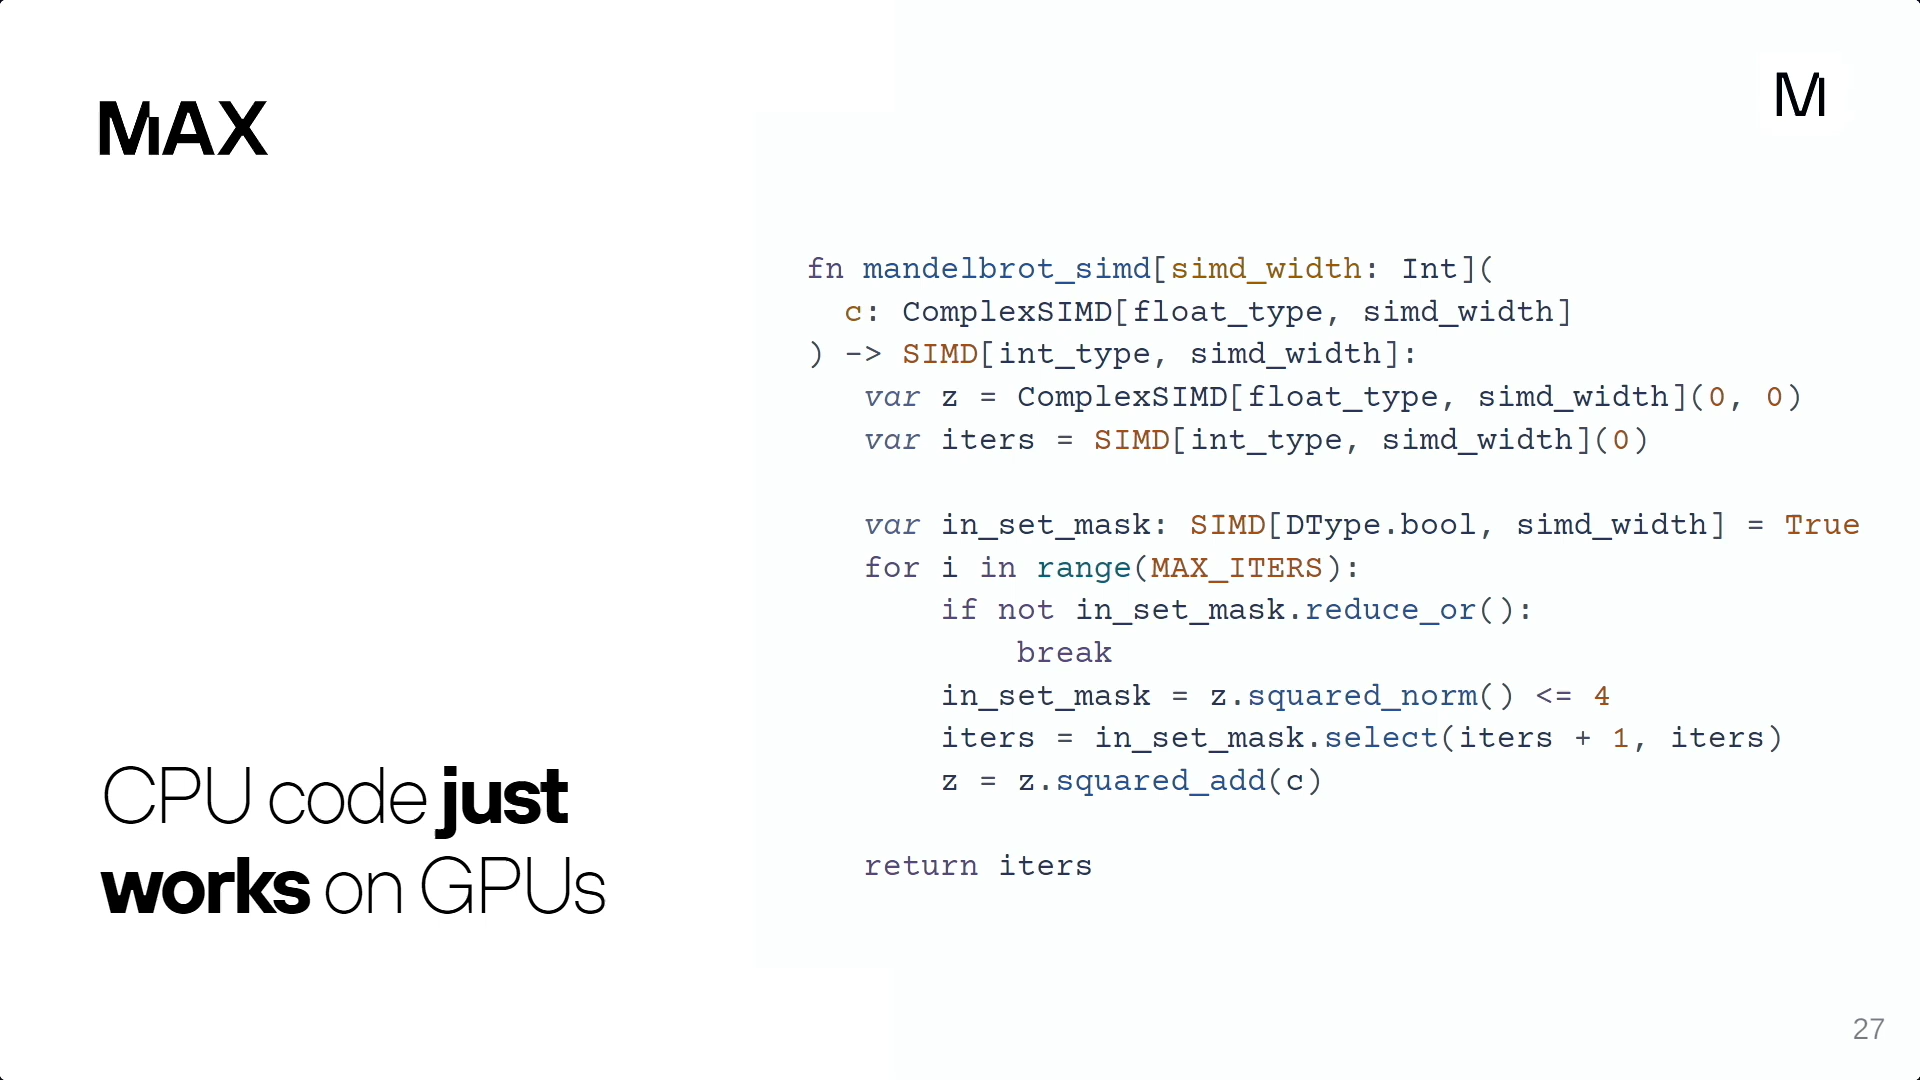 MAX
M
fn mandelbrot_simd[simd_width: Int](
  c: ComplexSIMD[float_type, simd_width]
) -> SIMD[int_type, simd_width]:
   var z = ComplexSIMD[float_type, simd_width](0, 0)
   var iters = SIMD[int_type, simd_width](0)
   var in_set_mask: SIMD[DType.bool, simd_width] = True
   for i in range(MAX_ITERS):
       if not in_set_mask.reduce_or():
           break
       in_set_mask = z.squared_norm() <= 4
       iters = in_set_mask.select(iters + 1, iters)
       z = z.squared_add(c)
   return iters
CPU code just
works on GPUs
27